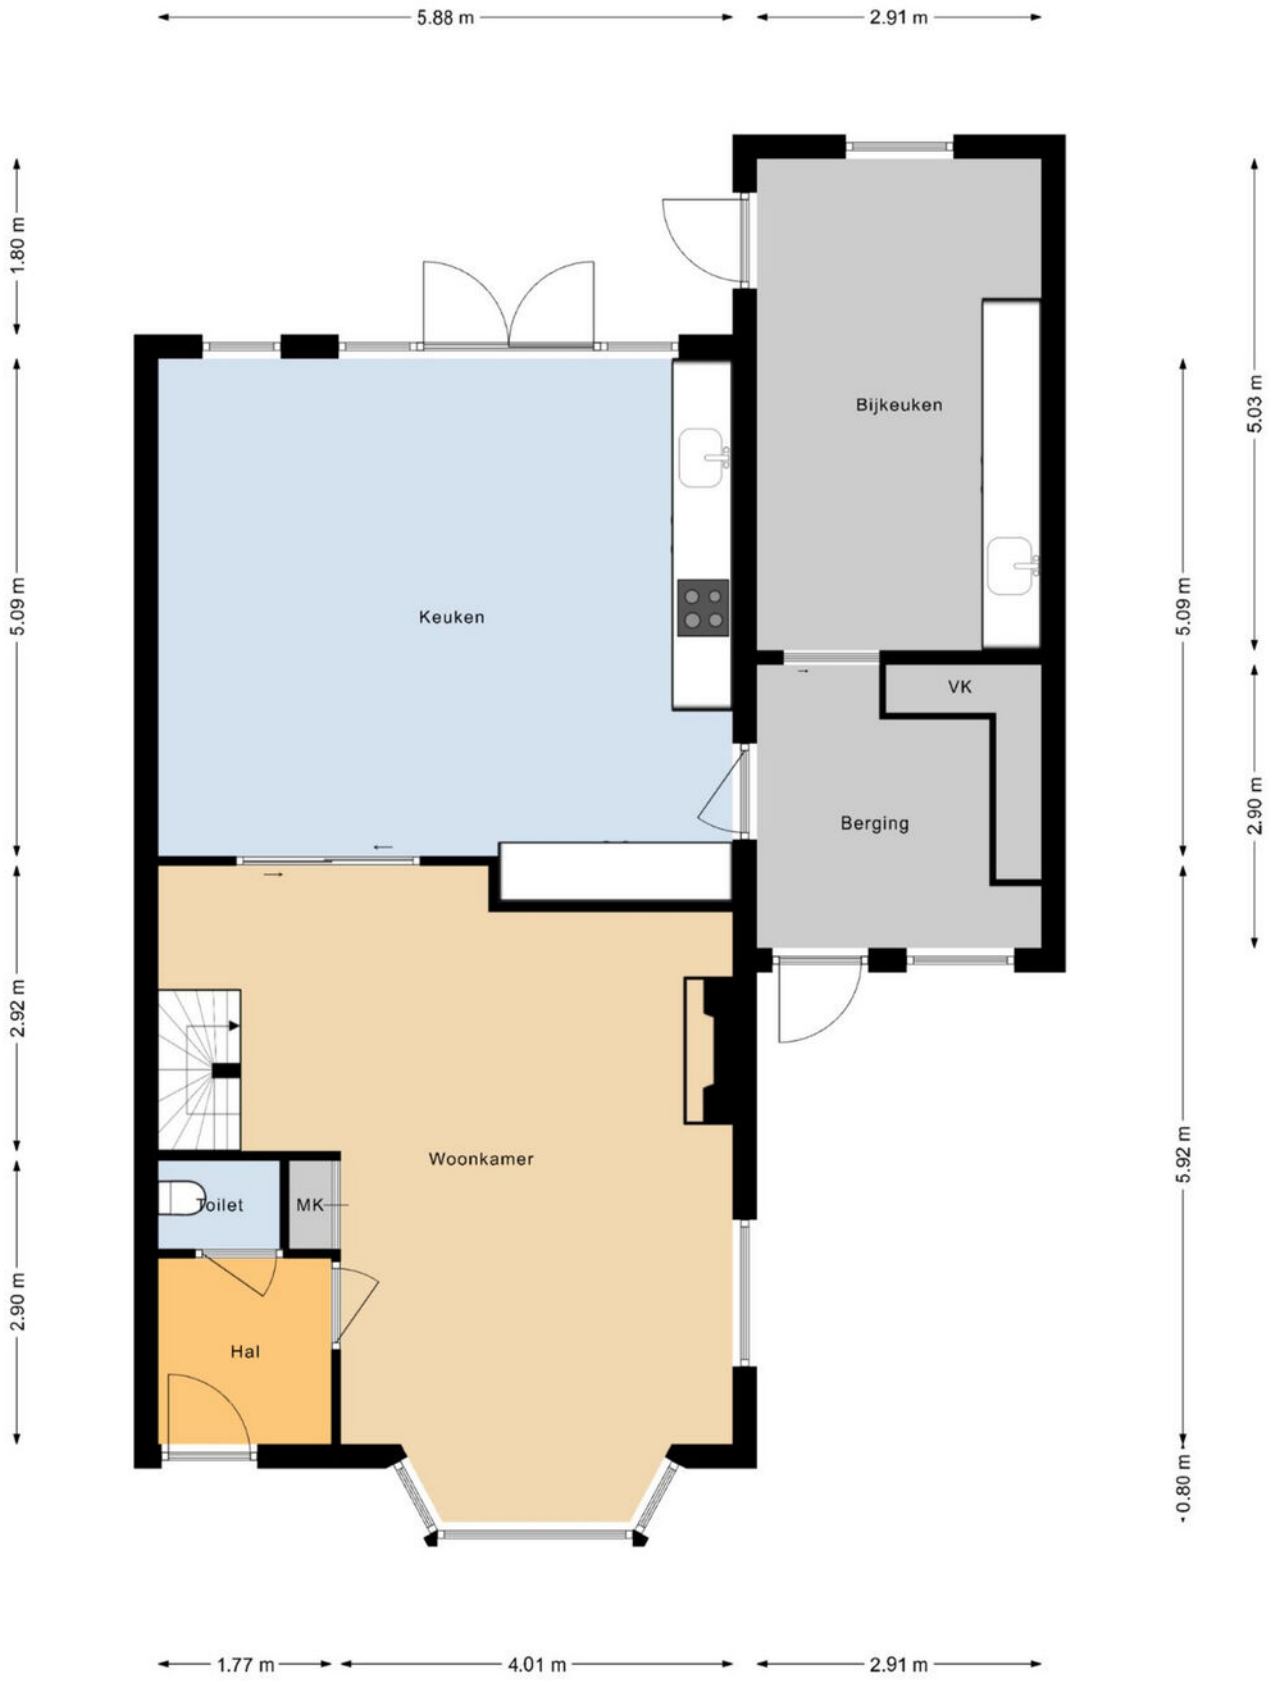 5.88 m
2.91 m
1.80 m
5.03 m
Bijkeuken
5.09 m
5.09 m
Keuken
VK
2.90 m
Berging
2.92 m
5.92 m
Woonkamer
Toilet
MK
2.90 m
Hal
0.80 m
1.77 m
4.01 m
2.91 m